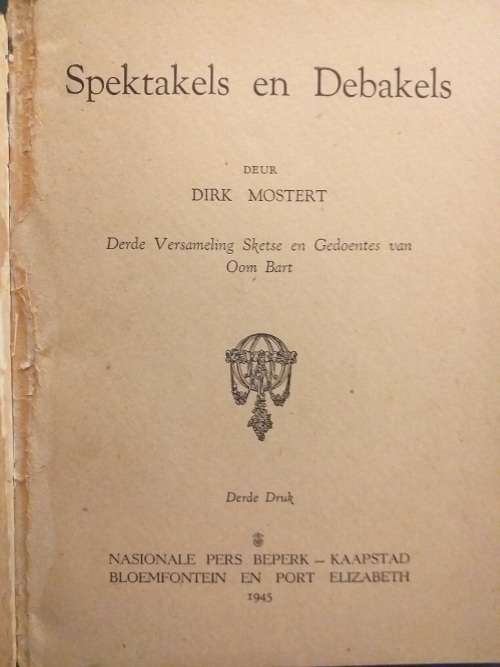 Spektakels en Debakels
DEUR
DIRK MOSTERT
Derde Versameling Sketse en Gedoentes van
Oom Bart
Derde Druk
NASIONALE PERS BEPERK — KAAPSTAD
BLOEMFONTEIN EN PORT ELIZABETH
1945